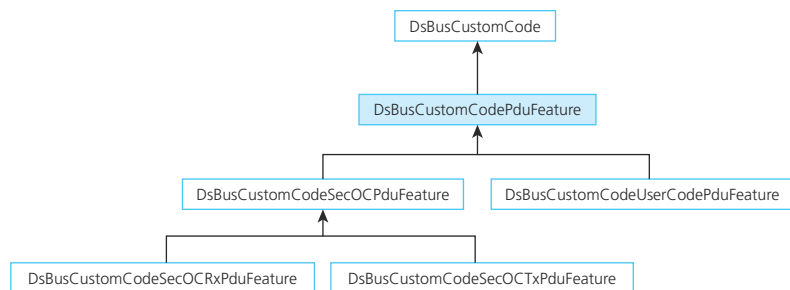 DsBusCustomCode
DsBusCustomCodePduFeature
DsBusCustomCodeSecOCPduFeature
DsBusCustomCodeUserCodePduFeature
DsBusCustomCodeSecOCRxPduFeature
DsBusCustomCodeSecOCTxPduFeature